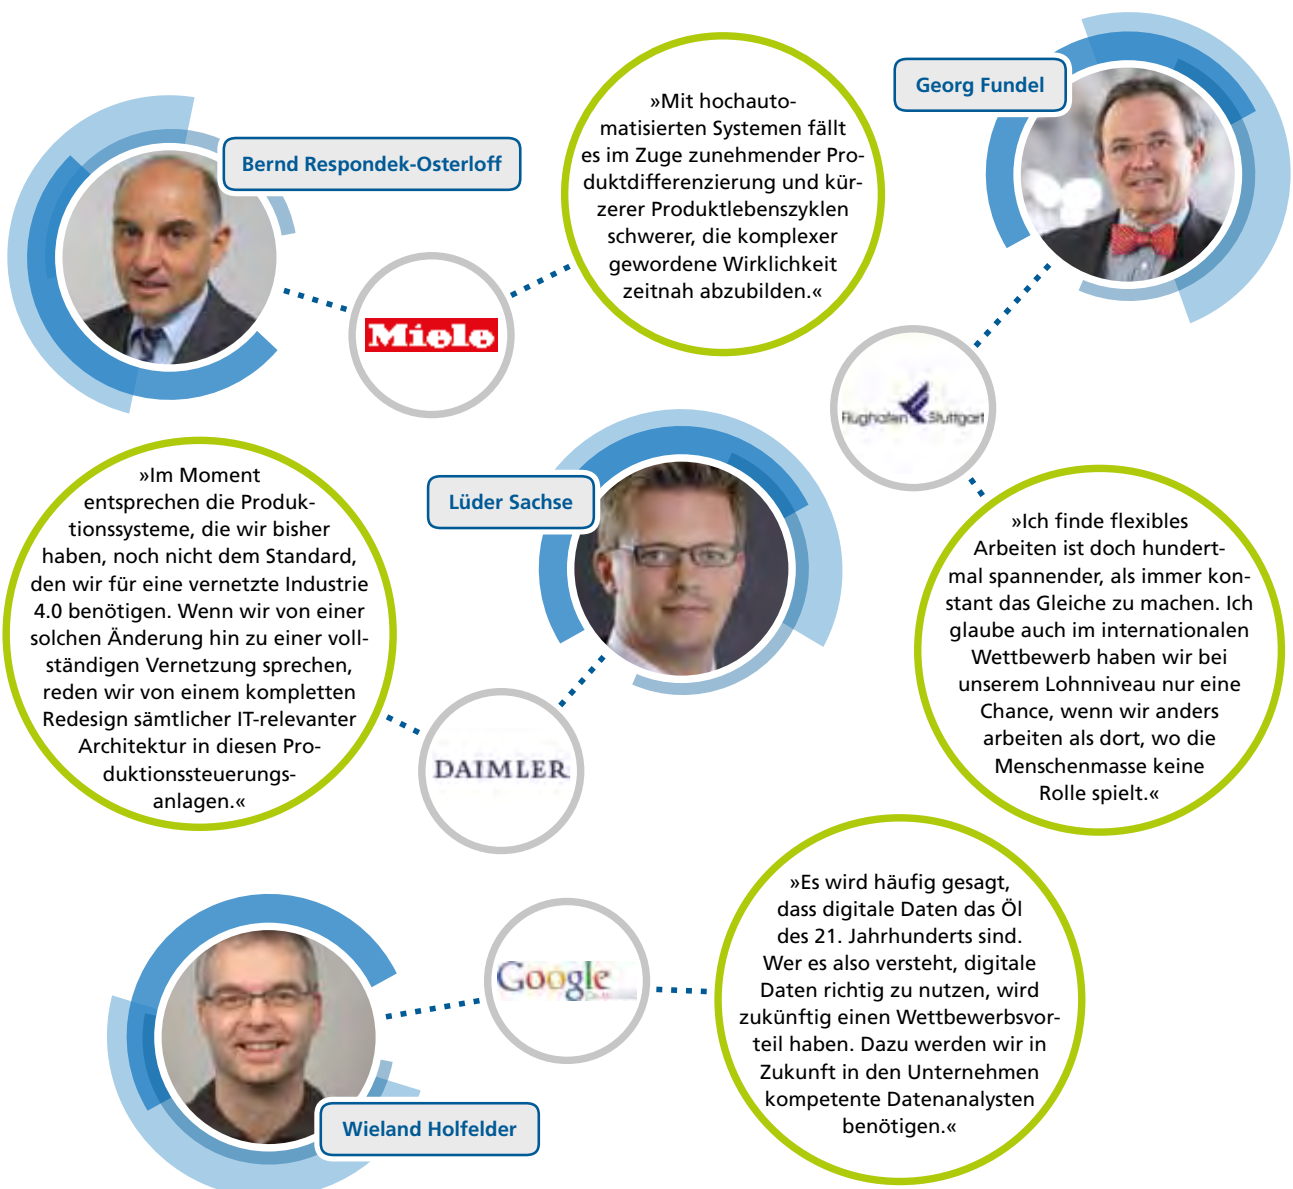 Bernd Respondek-Osterloff
Miele
»Mit hochauto-
matisierten Systemen fällt
es im Zuge zunehmender Pro-
duktdifferenzierung und kür-
zerer Produktlebenszyklen
schwerer, die komplexer
gewordene Wirklichkeit
zeitnah abzubilden.«
Georg Fundel
Flughafen Stuttgart
»Ich finde flexibles
Arbeiten ist doch hundert-
mal spannender, als immer kon-
stant das Gleiche zu machen. Ich
glaube auch im internationalen
Wettbewerb haben wir bei
unserem Lohnniveau nur eine
Chance, wenn wir anders
arbeiten als dort, wo die
Menschenmasse keine
Rolle spielt.«
Lüder Sachse
DAIMLER
»Im Moment
entsprechen die Produk-
tionssysteme, die wir bisher
haben, noch nicht dem Standard,
den wir für eine vernetzte Industrie
4.0 benötigen. Wenn wir von einer
solchen Änderung hin zu einer voll-
ständigen Vernetzung sprechen,
reden wir von einem kompletten
Redesign sämtlicher IT-relevanter
Architektur in diesen Pro-
duktionssteuerungs-
anlagen.«
Wieland Holfelder
Google
»Es wird häufig gesagt,
dass digitale Daten das Öl
des 21. Jahrhunderts sind.
Wer es also versteht, digitale
Daten richtig zu nutzen, wird
zukünftig einen Wettbewerbsvor-
teil haben. Dazu werden wir in
Zukunft in den Unternehmen
kompetente Datenanalysten
benötigen.«